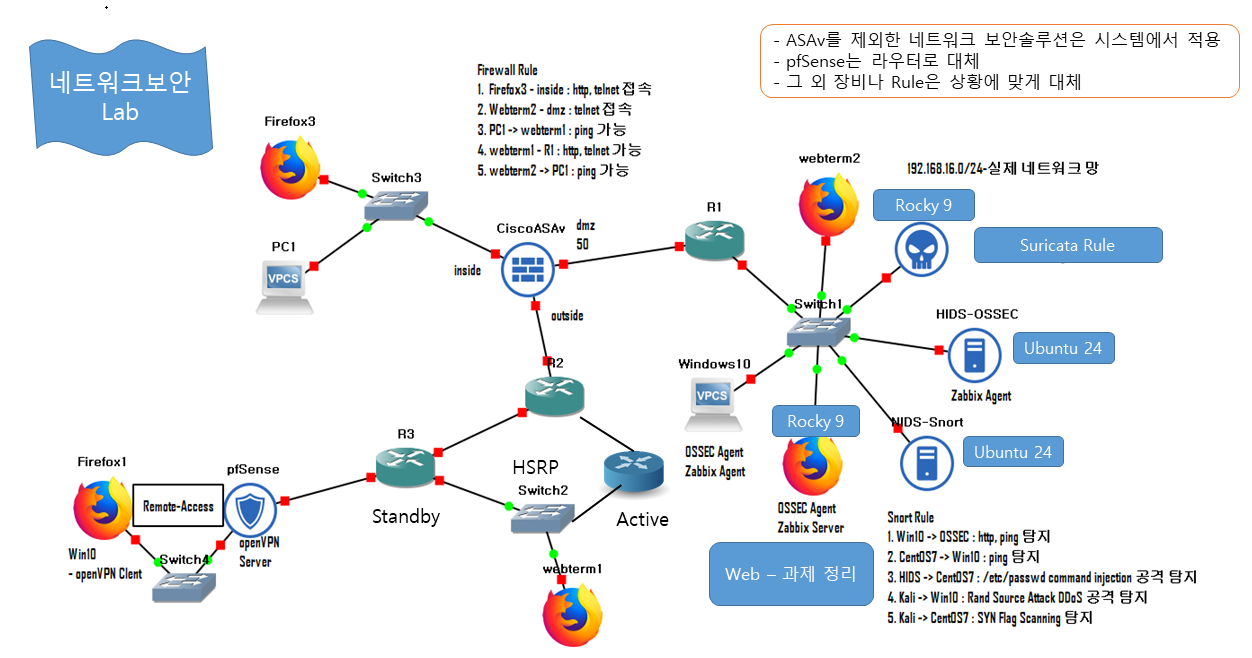 네트워크보안
Lab
- ASAv를 제외한 네트워크 보안솔루션은 시스템에서 적용
- pfSense는 라우터로 대체
- 그 외 장비나 Rule은 상황에 맞게 대체
Firewall Rule
1. Firefox3 - inside : http, telnet 접속
2. Webterm2 - dmz : telnet 접속
3. PC1 -> webterm1 : ping 가능
4. webterm1 - R1 : http, telnet 가능
5. webterm2 -> PC1 : ping 가능
Firefox3
Switch3
PC1
VPCS
CiscoASAv
inside
dmz
50
outside
R1
webterm2
192.168.16.0/24-실제 네트워크 망
Rocky 9
Suricata Rule
Switch1
HIDS-OSSEC
Ubuntu 24
Zabbix Agent
Windows10
VPCS
OSSEC Agent
Zabbix Agent
Rocky 9
OSSEC Agent
Zabbix Server
NIDS-Snort
Ubuntu 24
R2
R3
Standby
HSRP
Switch2
Active
webterm1
Firefox1
Remote-Access
pfSense
openVPN
Server
Win10
- openVPN Clent
Switch4
Web – 과제 정리
Snort Rule
1. Win10 -> OSSEC : http, ping 탐지
2. CentOS7 -> Win10 : ping 탐지
3. HIDS -> CentOS7 : /etc/passwd command injection 공격 탐지
4. Kali -> Win10 : Rand Source Attack DDoS 공격 탐지
5. Kali -> CentOS7 : SYN Flag Scanning 탐지